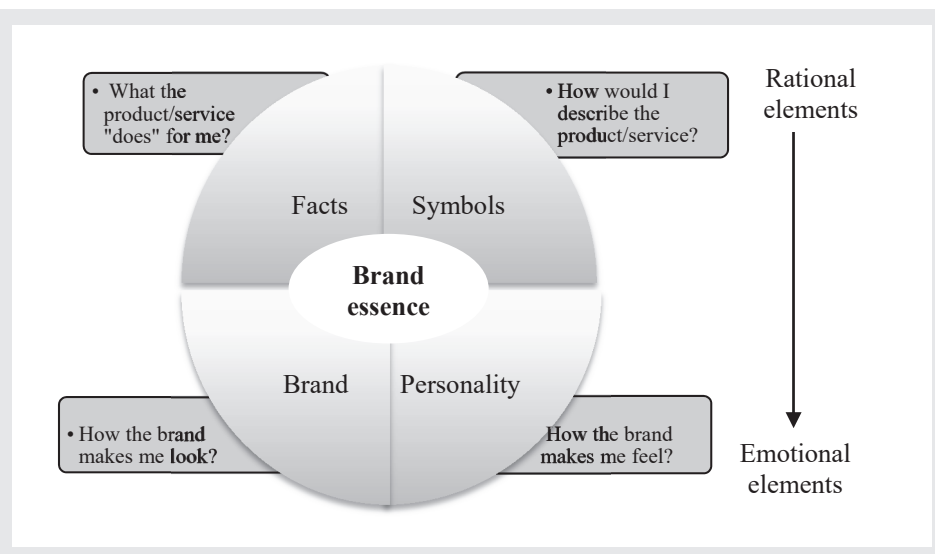 • What the
product/service
"does" for me?
• How would I
describe the
product/service?
Rational
elements
Facts
Symbols
Brand
essence
Brand
Personality
• How the brand
makes me look?
How the brand
makes me feel?
Emotional
elements